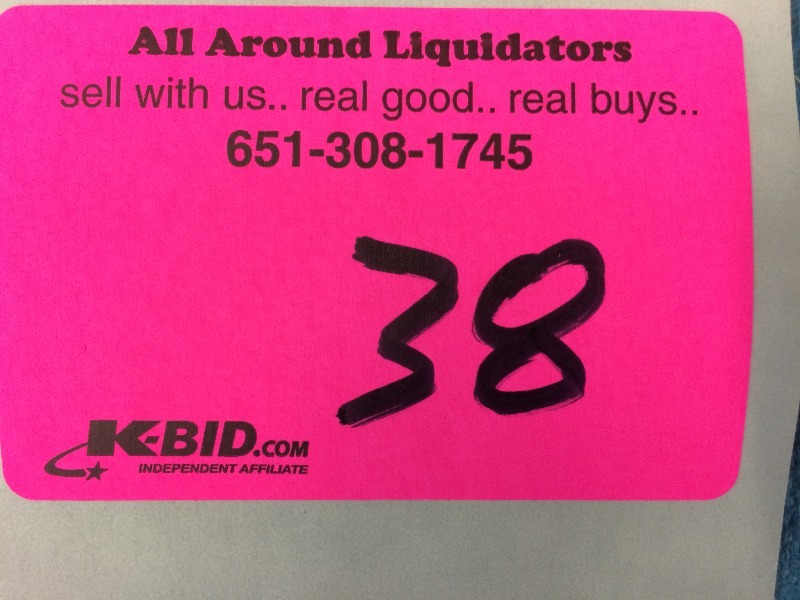 All Around Liquidators
sell with us.. real good.. real buys..
651-308-1745
38
K-BID.COM
INDEPENDENT AFFILIATE